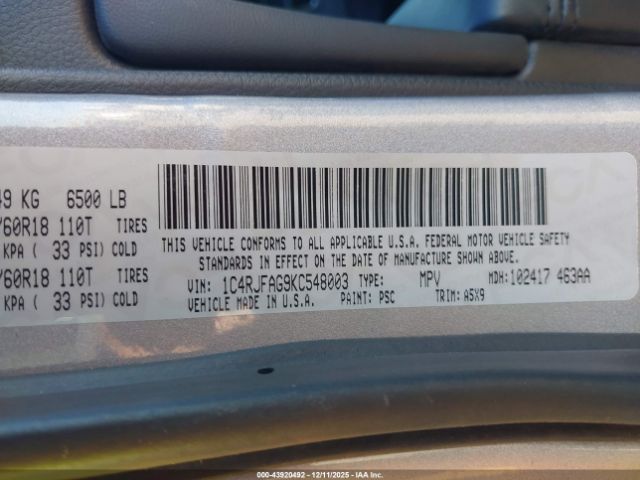 49 KG 6500 LB
/60R18 110T TIRES
KPA ( 33 PSI) COLD
/60R18 110T TIRES
KPA ( 33 PSI) COLD
THIS VEHICLE CONFORMS TO ALL APPLICABLE U.S.A. FEDERAL MOTOR VEHICLE SAFETY
STANDARDS IN EFFECT ON THE DATE OF MANUFACTURE SHOWN ABOVE.
VIN: 1C4RJFAG9KC548003 TYPE: MPV MDH:102417 463AA
VEHICLE MADE IN U.S.A. PAINT: PSC TRIM: A5X9
© 00-43920492 - 12/11/2025 - © IAA Inc.